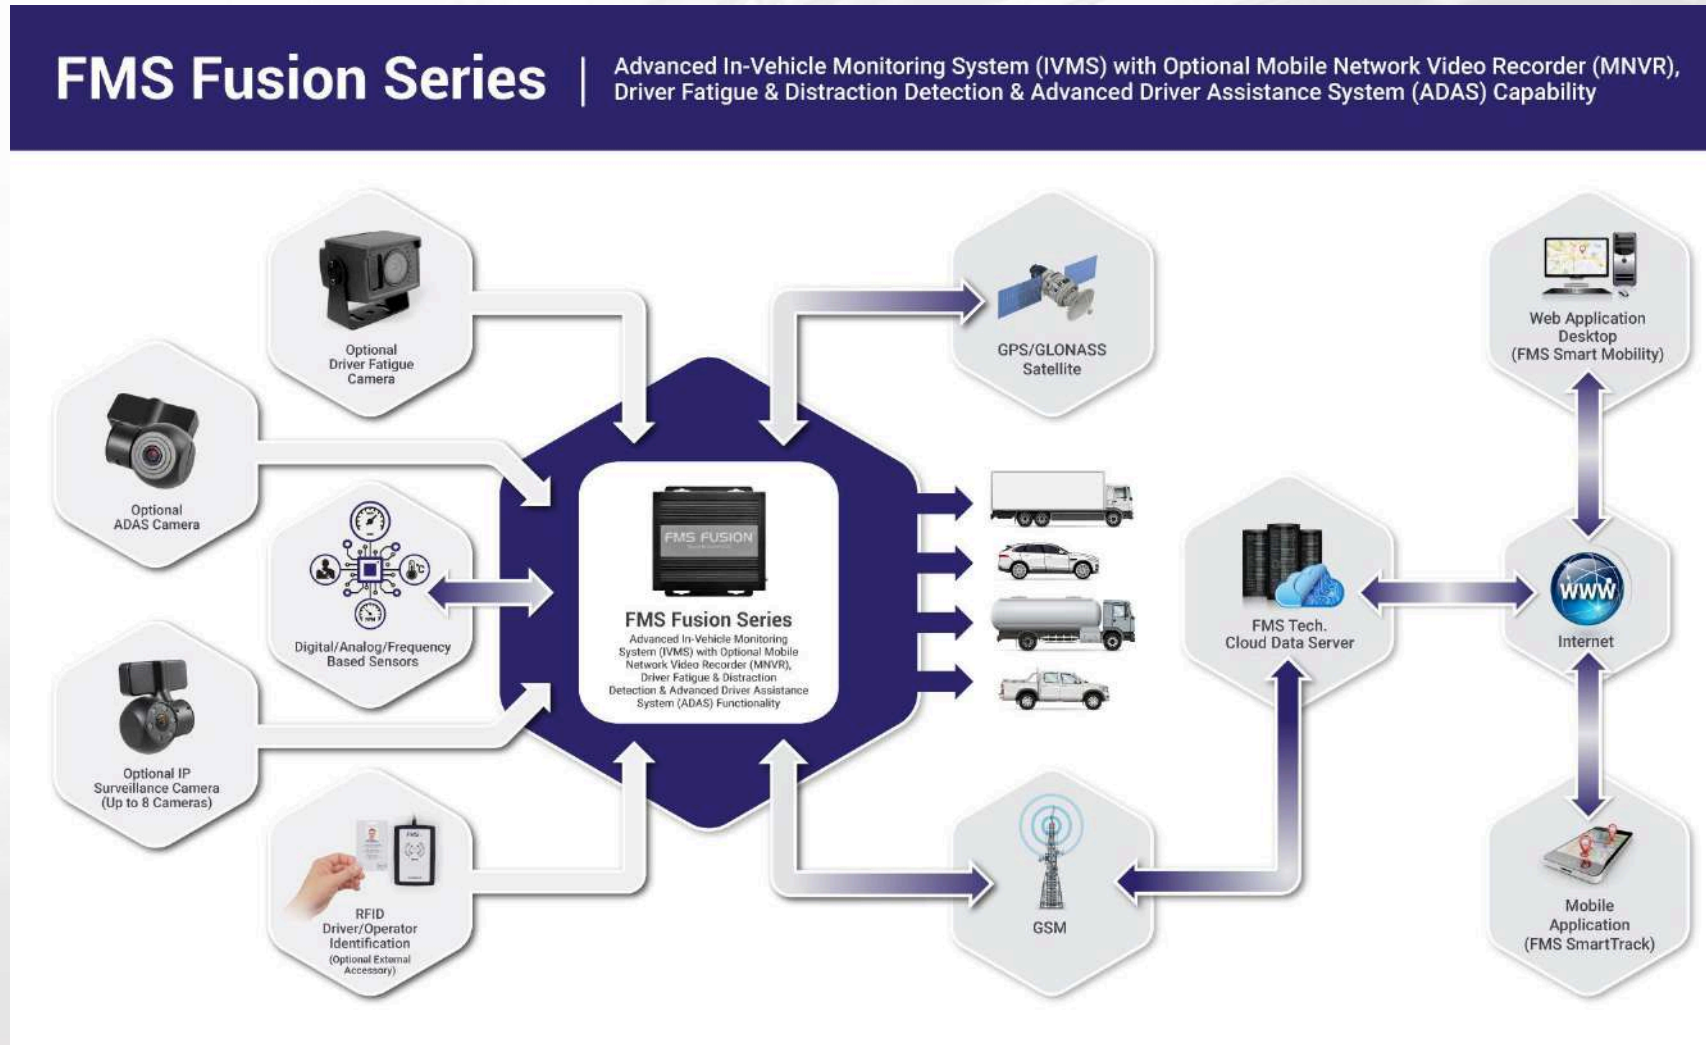 FMS Fusion Series
Advanced In-Vehicle Monitoring System (IVMS) with Optional Mobile Network Video Recorder (MNVR),
Driver Fatigue & Distraction Detection & Advanced Driver Assistance System (ADAS) Capability
Optional
Driver Fatigue
Camera
GPS/GLONASS
Satellite
Web Application
Desktop
(FMS Smart Mobility)
Optional
ADAS Camera
Digital/Analog/Frequency
Based Sensors
FMS FUSION
FMS Fusion Series
Advanced In-Vehicle Monitoring
System (IVMS) with Optional Mobile
Network Video Recorder (MNVR),
Driver Fatigue & Distraction
Detection & Advanced Driver Assistance
System (ADAS) Functionality
FMS Tech.
Cloud Data Server
WWW
Internet
Optional IP
Surveillance Camera
(Up to 8 Cameras)
RFID
Driver/Operator
Identification
(Optional External
Accessory)
GSM
Mobile
Application
(FMS SmartTrack)